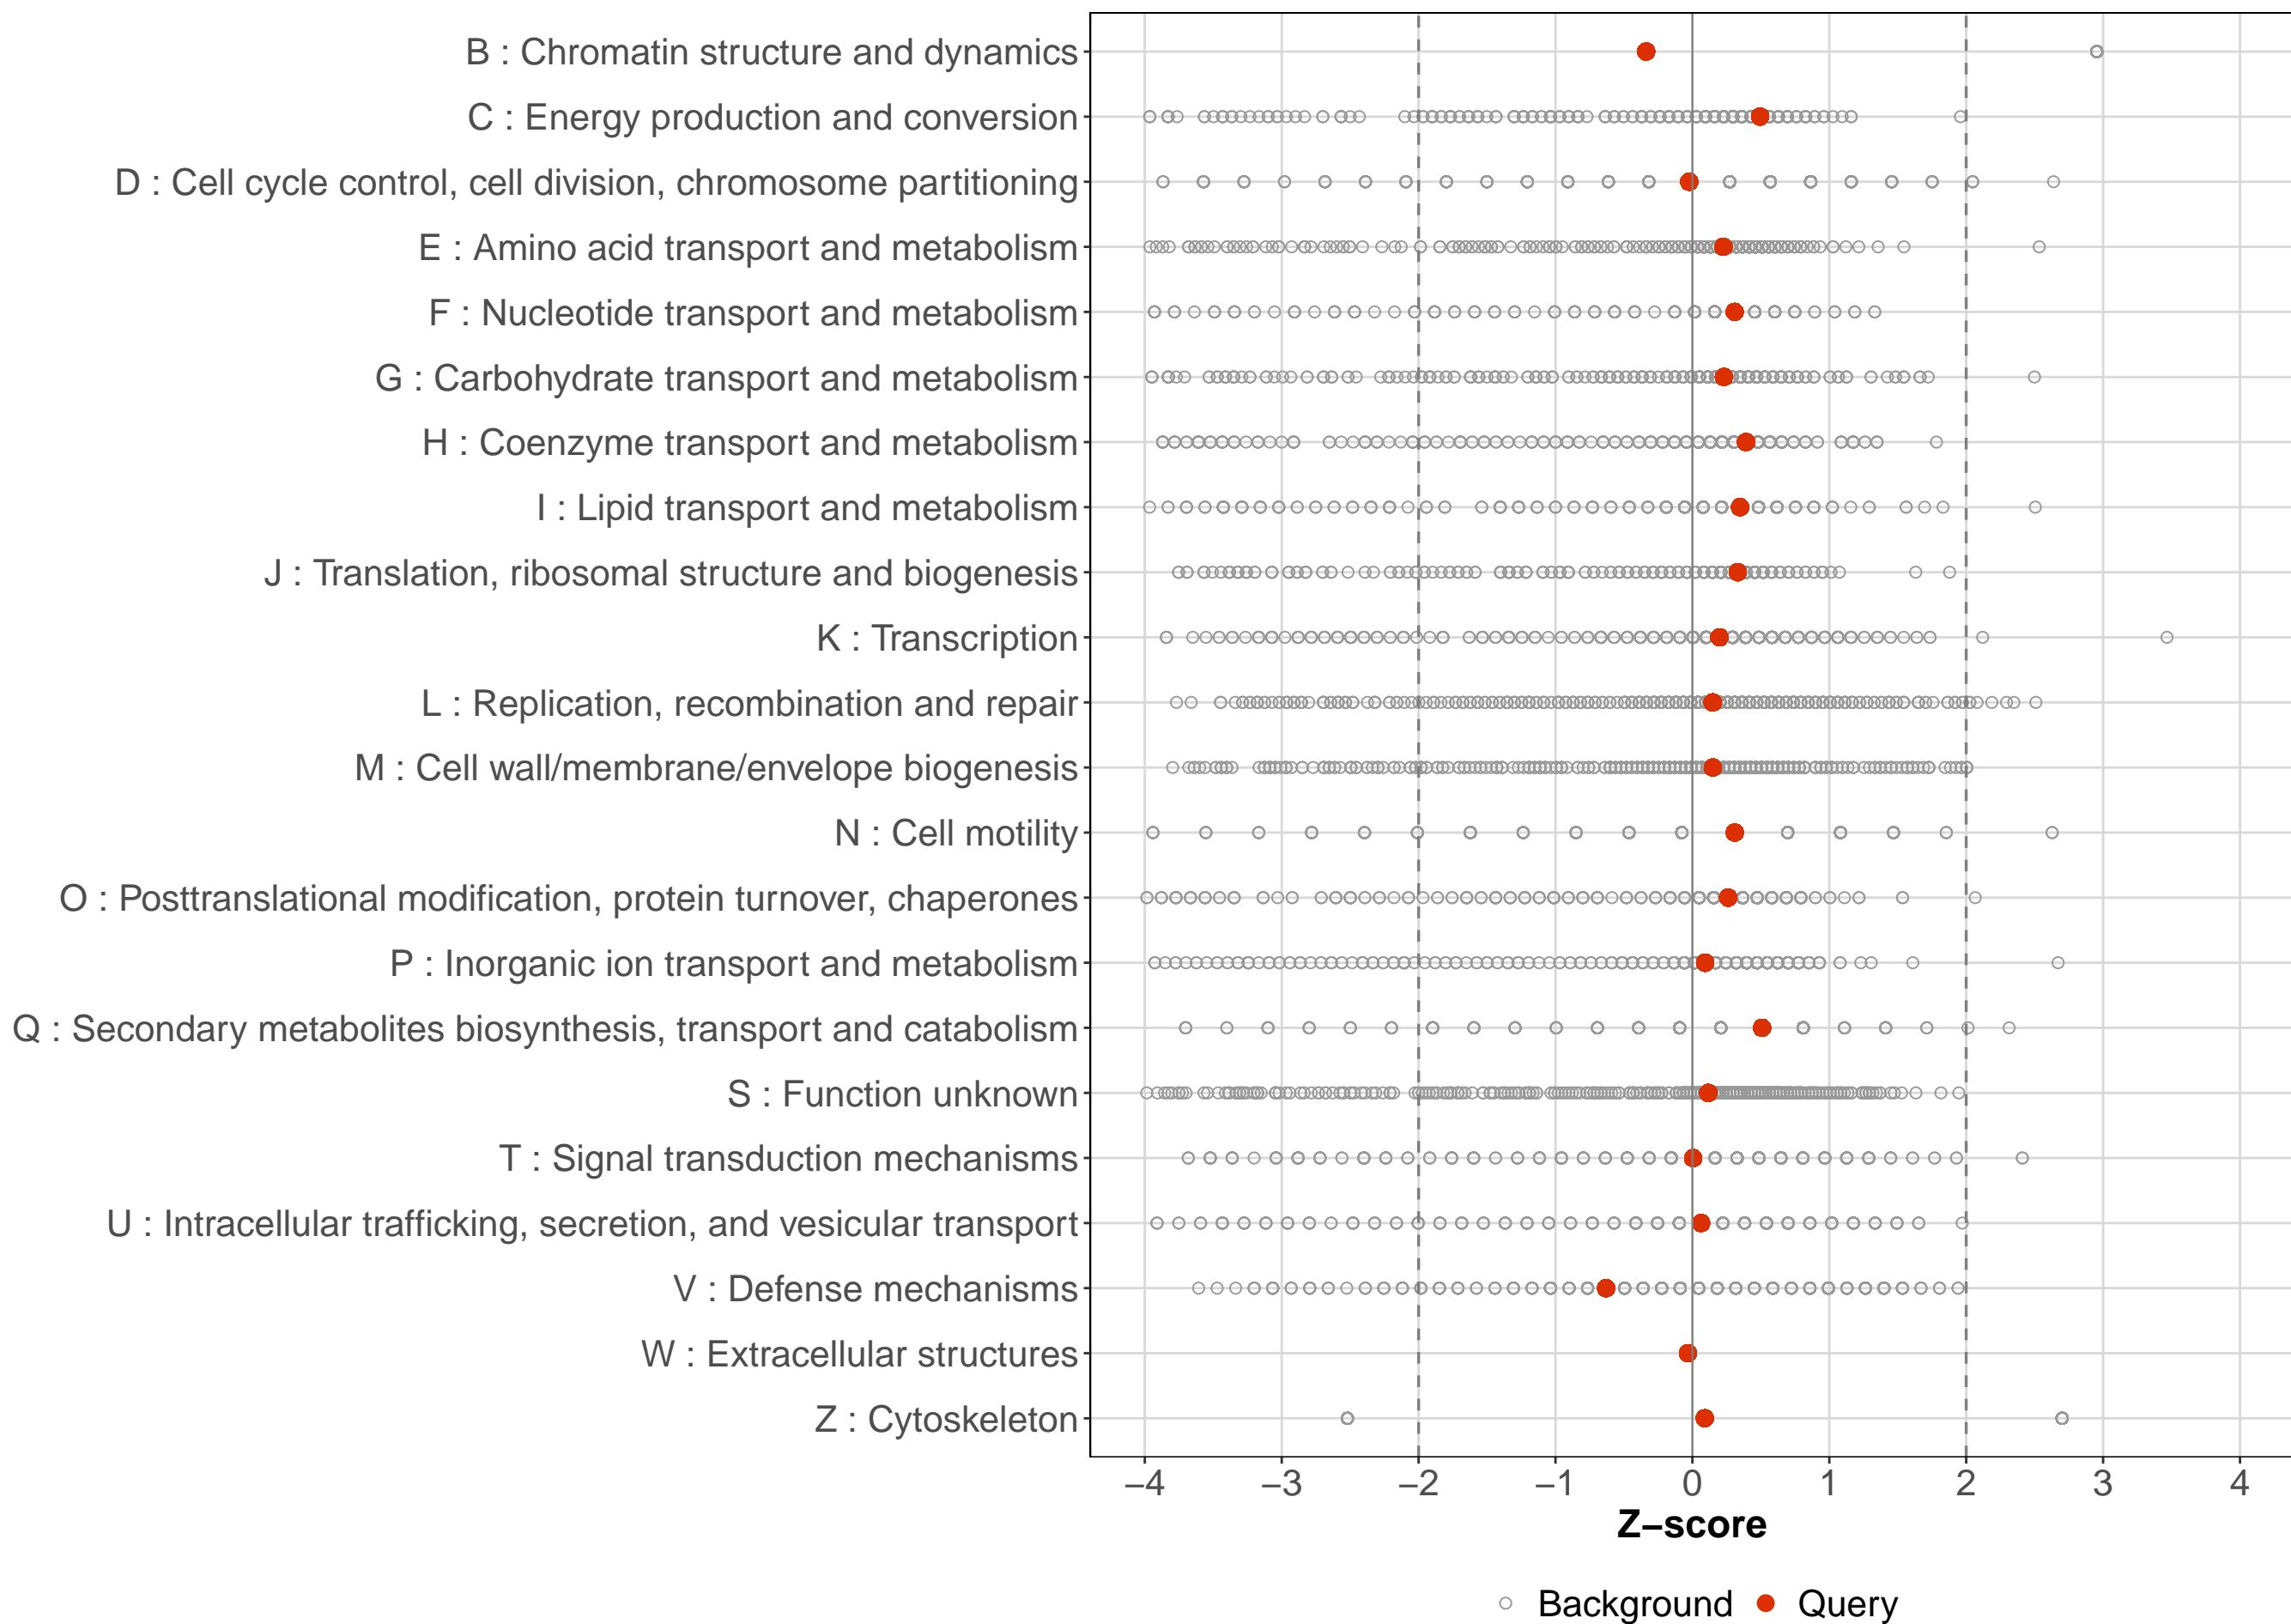 B : Chromatin structure and dynamics
C : Energy production and conversion
D : Cell cycle control, cell division, chromosome partitioning
E : Amino acid transport and metabolism
F : Nucleotide transport and metabolism
G : Carbohydrate transport and metabolism
H : Coenzyme transport and metabolism
I : Lipid transport and metabolism
J : Translation, ribosomal structure and biogenesis
K : Transcription
L : Replication, recombination and repair
M : Cell wall/membrane/envelope biogenesis
N : Cell motility
O : Posttranslational modification, protein turnover, chaperones
P : Inorganic ion transport and metabolism
Q : Secondary metabolites biosynthesis, transport and catabolism
S : Function unknown
T : Signal transduction mechanisms
U : Intracellular trafficking, secretion, and vesicular transport
V : Defense mechanisms
W : Extracellular structures
Z : Cytoskeleton
−4 −3 −2 −1 0 1 2 3 4
Z−score
Background Query